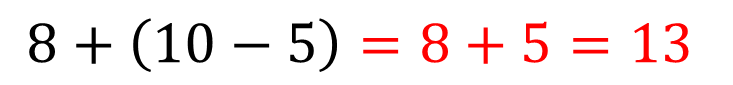 8 + (10 − 5) = 8 + 5 = 13